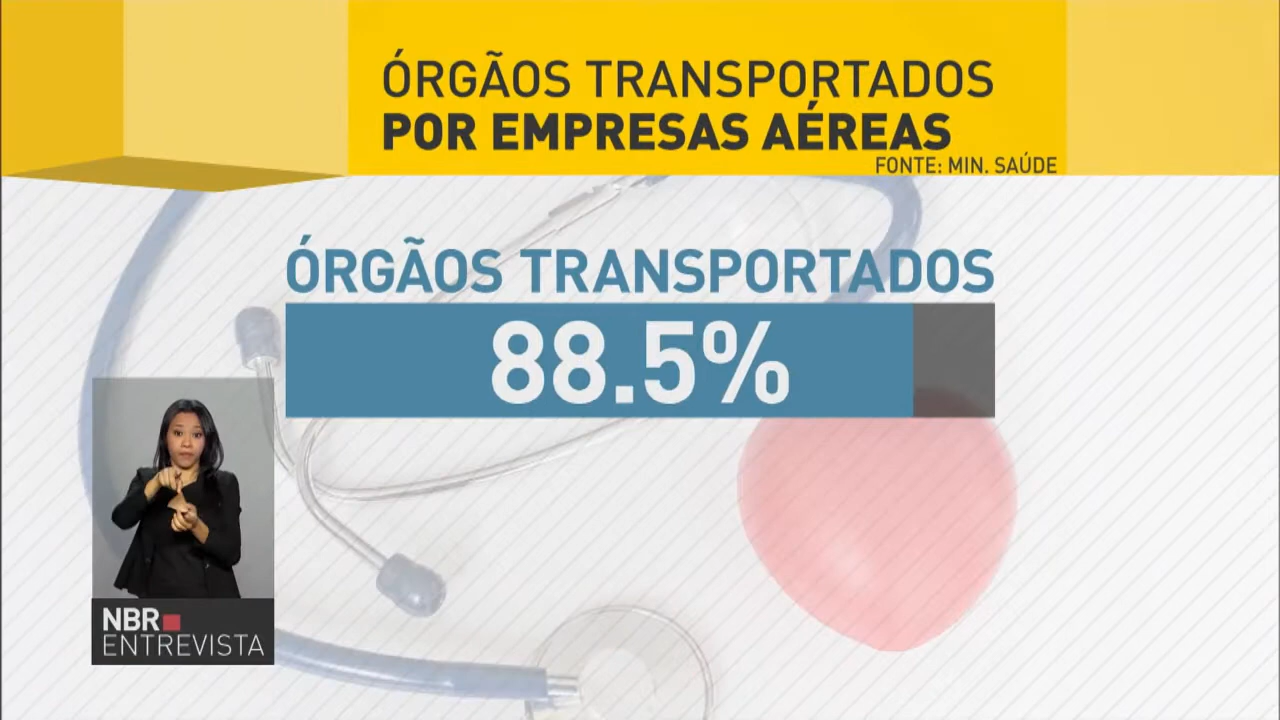 ÓRGÃOS TRANSPORTADOS
POR EMPRESAS AÉREAS
FONTE: MIN. SAÚDE
ÓRGÃOS TRANSPORTADOS
88.5%
NBR
ENTREVISTA